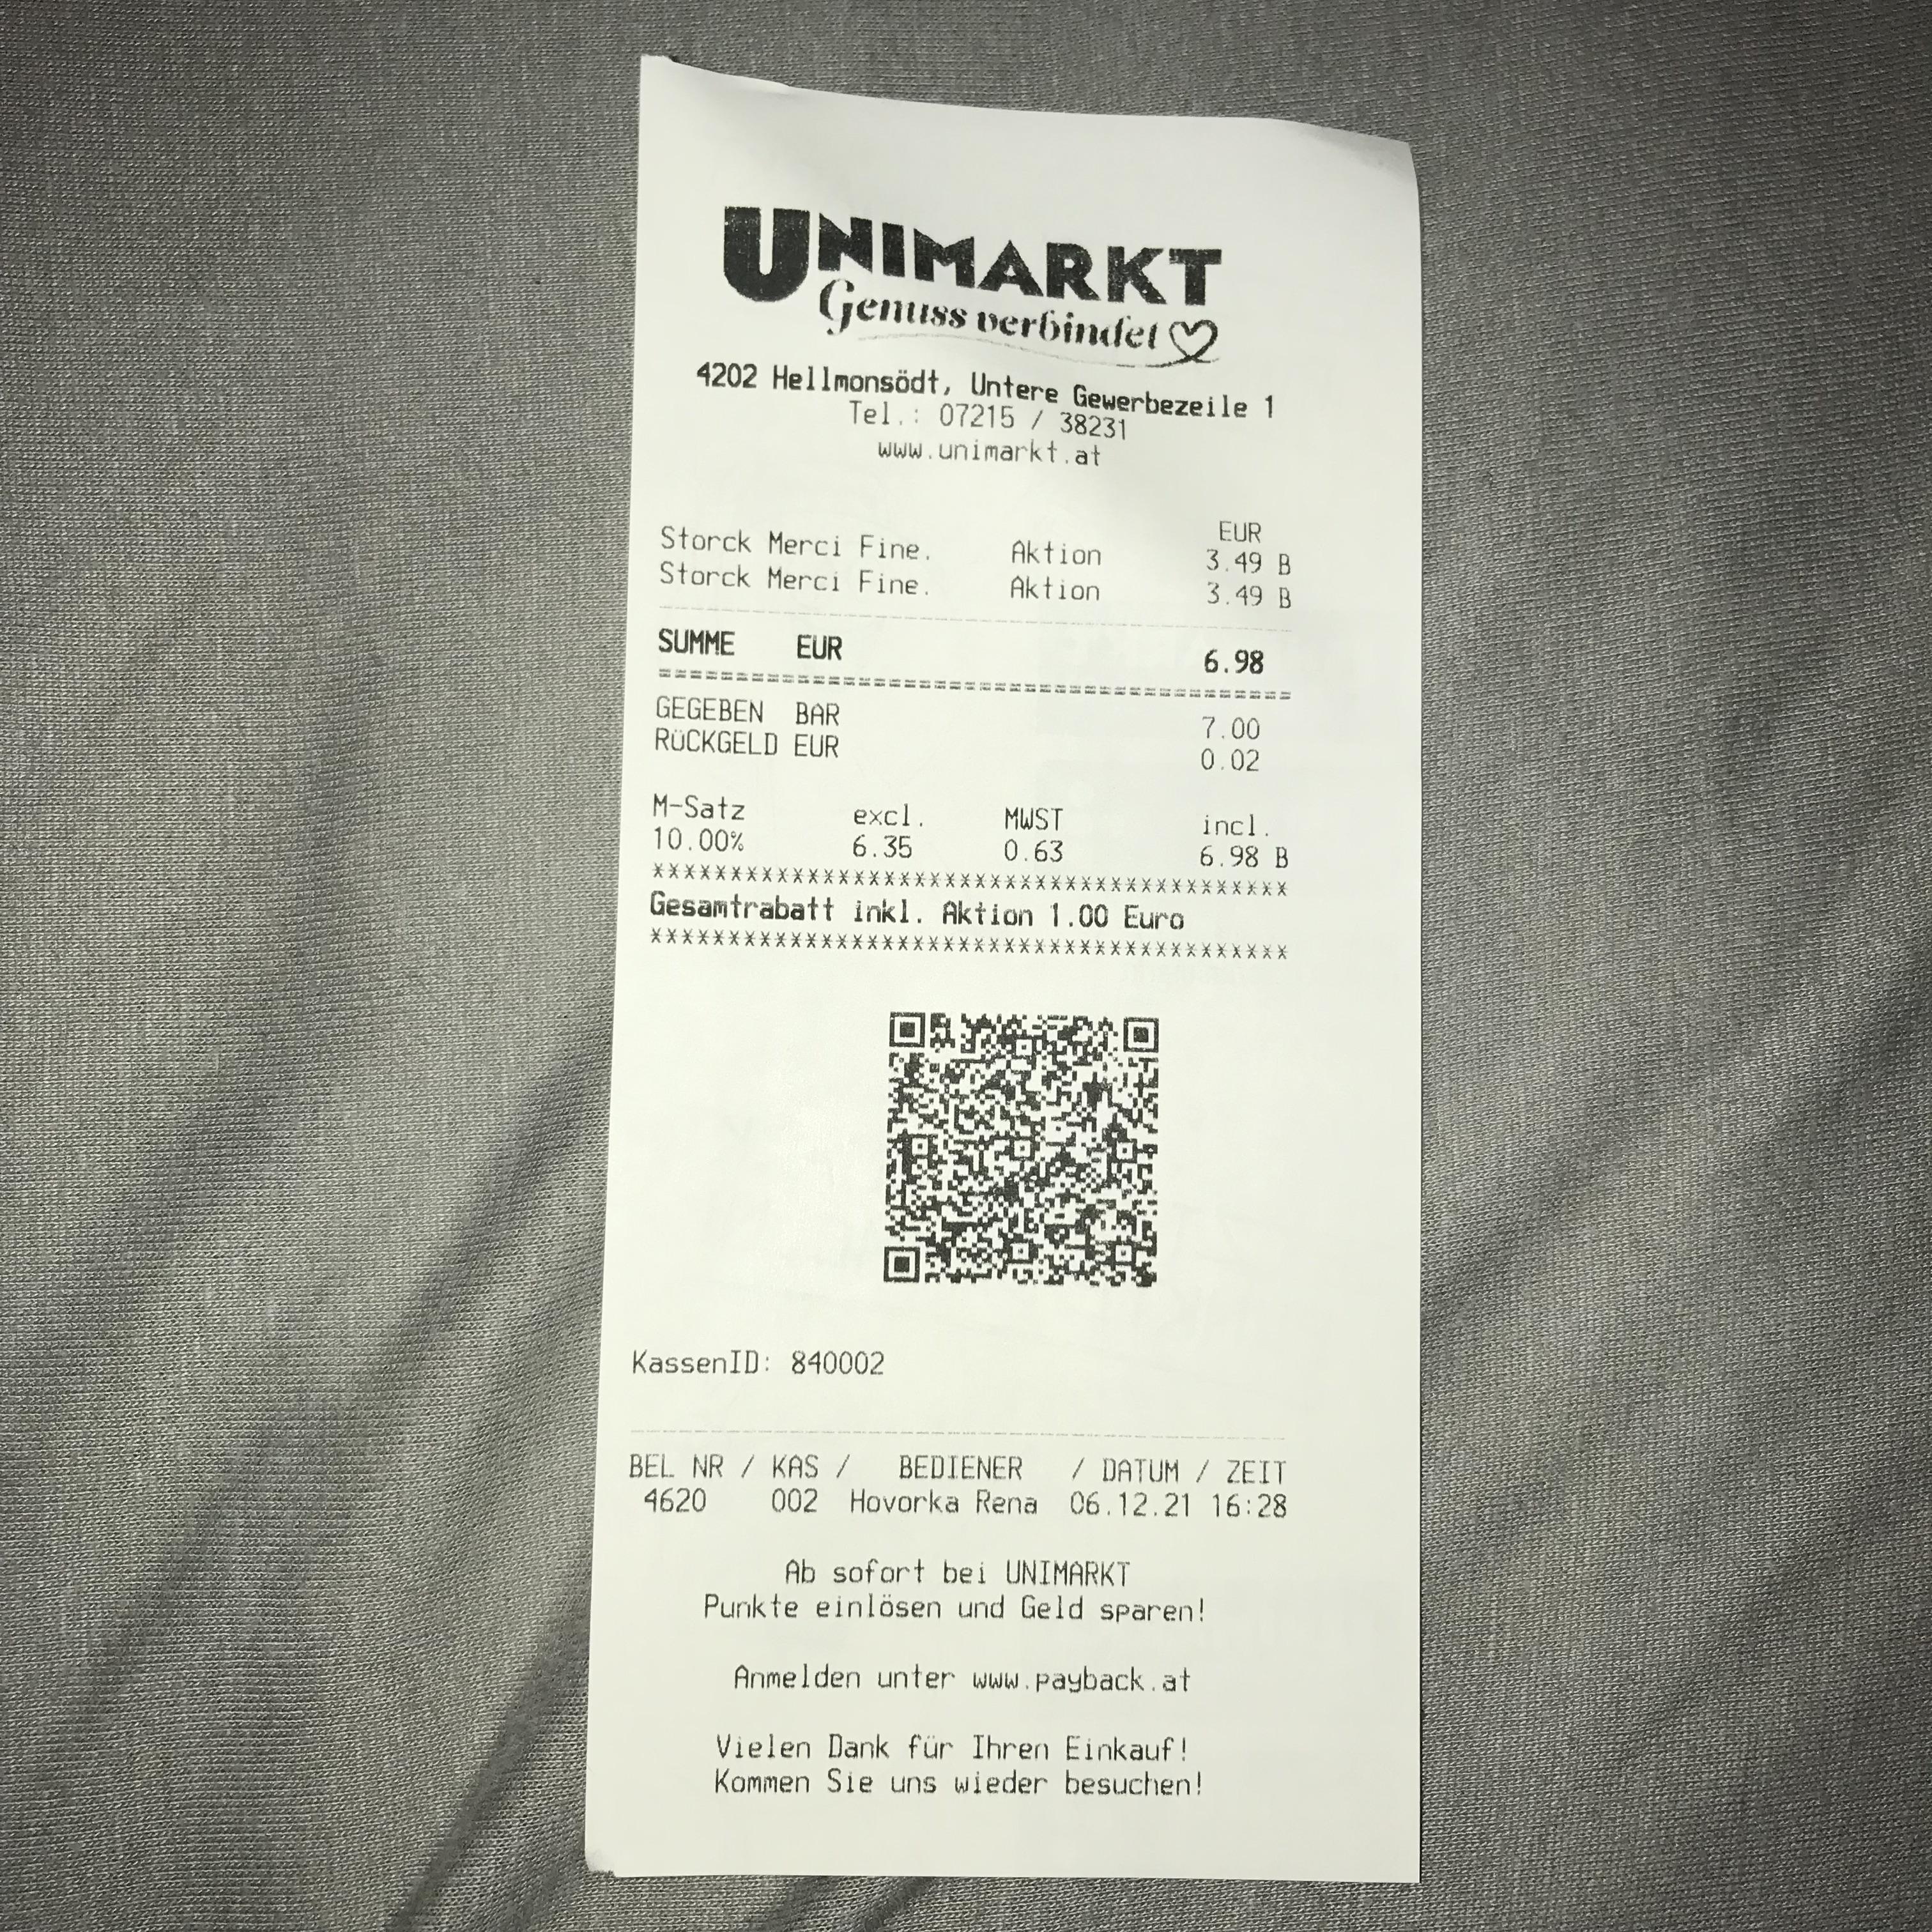 UNIMARKT
Genuss verbindet
4202 Hellmonsödt, Untere Gewerbezeile 1
Tel.: 07215 / 38231
www.unimarkt.at
EUR
Storck Merci Fine. Aktion 3.49 B
Storck Merci Fine. Aktion 3.49 B
SUMME EUR 6.98
GEGEBEN BAR 7.00
RÜCKGELD EUR 0.02
M-Satz excl. MWST incl.
10.00% 6.35 0.63 6.98 B
******************************************
Gesamtrabatt inkl. Aktion 1.00 Euro
******************************************
KassenID: 840002
BEL NR / KAS / BEDIENER / DATUM / ZEIT
4620 002 Hovorka Rena 06.12.21 16:28
Ab sofort bei UNIMARKT
Punkte einlösen und Geld sparen!
Anmelden unter www.payback.at
Vielen Dank für Ihren Einkauf!
Kommen Sie uns wieder besuchen!